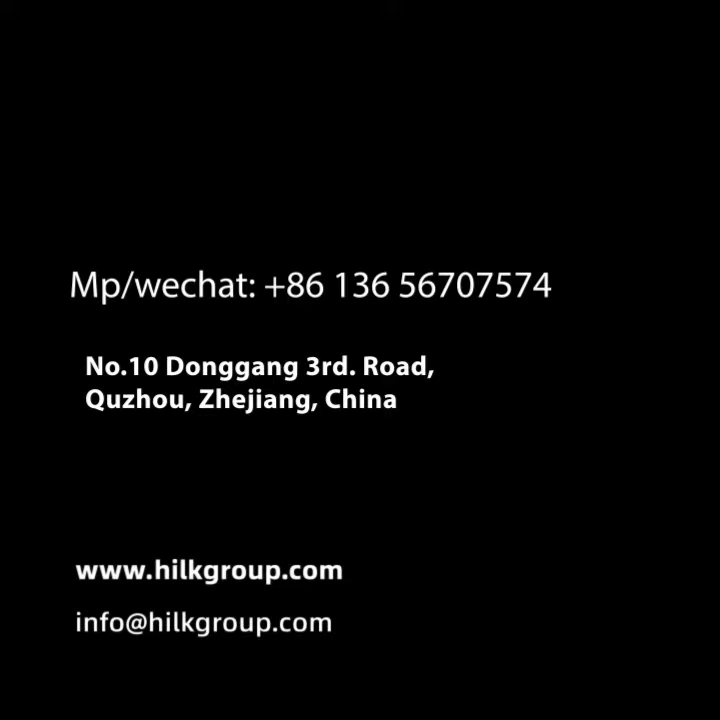 Mp/wechat: +86 136 56707574
No.10 Donggang 3rd. Road,
Quzhou, Zhejiang, China
www.hilkgroup.com
info@hilkgroup.com